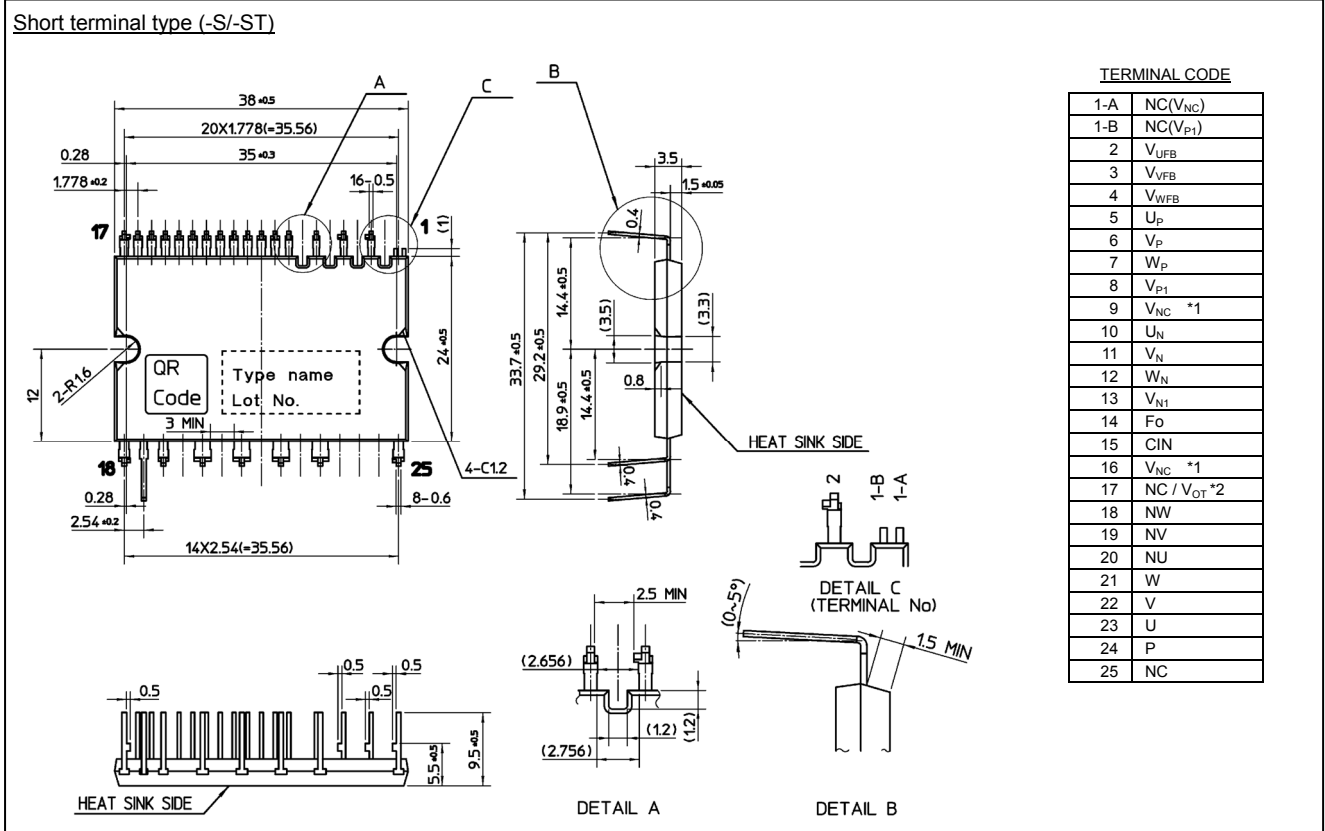 Short terminal type (-S/-ST)
A
C
B
38 ±0.5
20X1.778(=35.56)
0.28
35 ±0.3
1.778 ±0.2
16-0.5
17
1
(1)
24 ±0.5
12
2-R1.6
QR
Code
Type name
Lot No.
3 MIN
18
25
4-C1.2
0.28
8-0.6
2.54 ±0.2
14X2.54(=35.56)
3.5
1.5 ±0.05
0.4
14.4 ±0.5
33.7 ±0.5
29.2 ±0.5
(3.5)
(3.3)
18.9 ±0.5
14.4 ±0.5
0.8
HEAT SINK SIDE
0.4
0.4
2
1-B
1-A
DETAIL C
(TERMINAL No)
0.5
0.5
0.5
0.5
5.5 ±0.5
9.5 ±0.5
HEAT SINK SIDE
2.5 MIN
(2.656)
(1.2)
(1.2)
(2.756)
DETAIL A
(0~5°)
1.5 MIN
DETAIL B
TERMINAL CODE
1-A NC(VNC)
1-B NC(VP1)
2 VUFB
3 VVFB
4 VWFB
5 UP
6 VP
7 WP
8 VP1
9 VNC *1
10 UN
11 VN
12 WN
13 VN1
14 Fo
15 CIN
16 VNC *1
17 NC / VOT *2
18 NW
19 NV
20 NU
21 W
22 V
23 U
24 P
25 NC